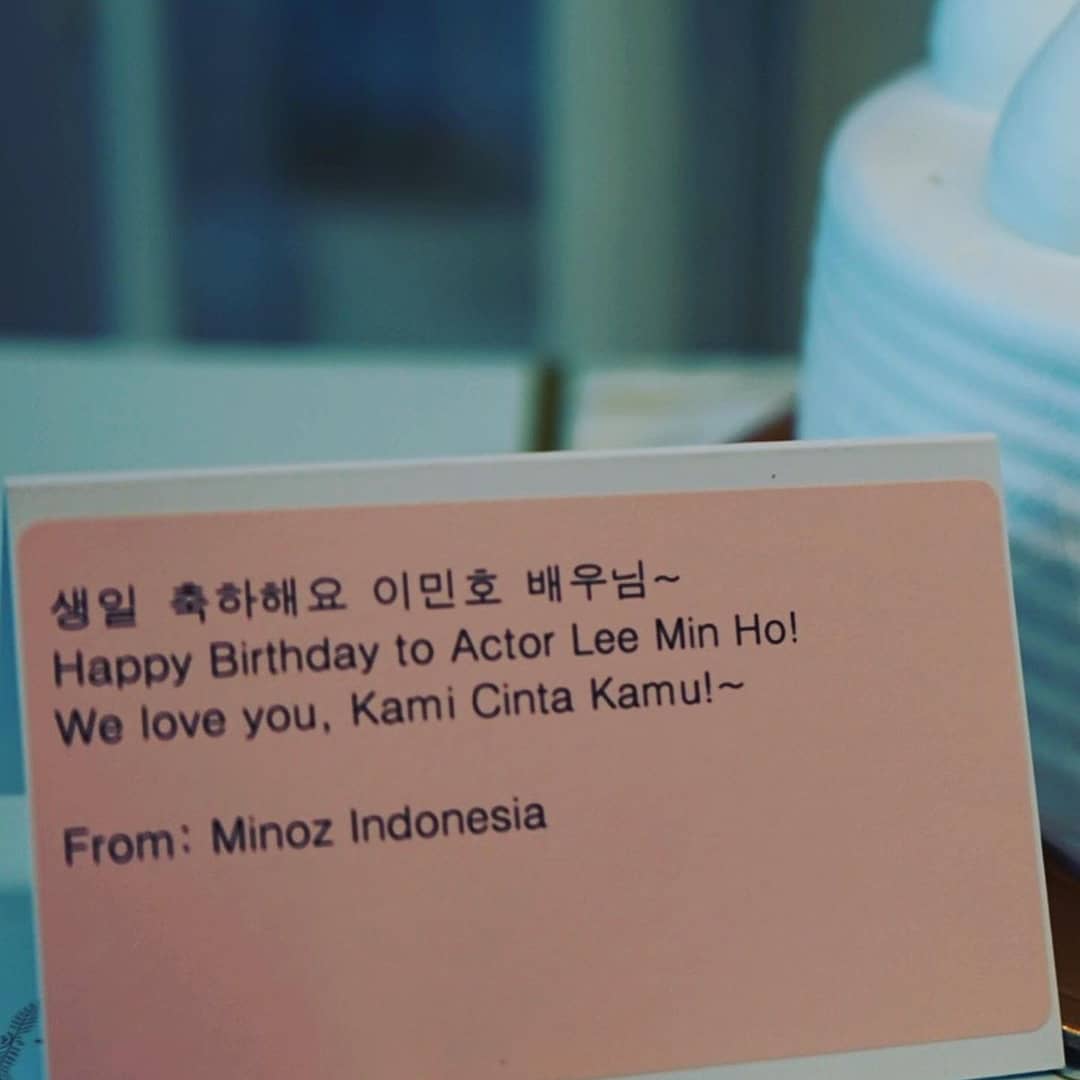 생일 축하해요 이민호 배우님~
Happy Birthday to Actor Lee Min Ho!
We love you, Kami Cinta Kamu!~
From: Minoz Indonesia